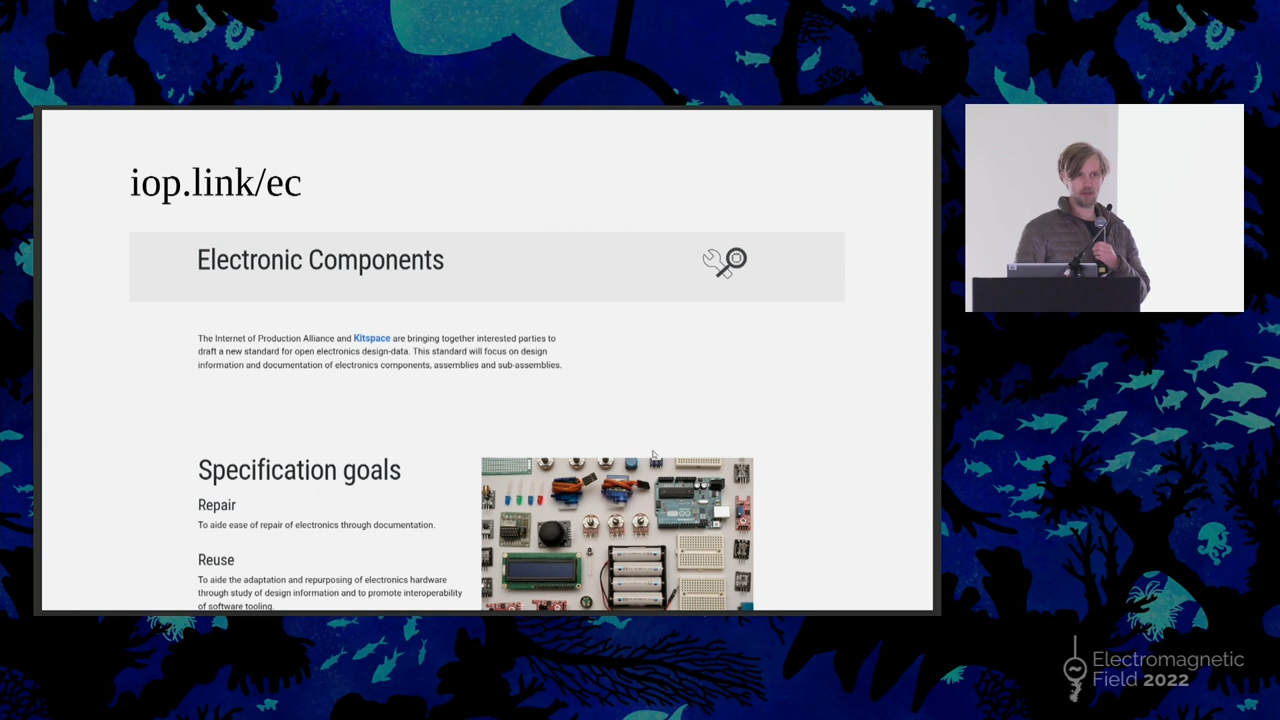 iop.link/ec
Electronic Components
The Internet of Production Alliance and Kitspace are bringing together interested parties to
draft a new standard for open electronics design-data. This standard will focus on design
information and documentation of electronics components, assemblies and sub-assemblies.
Specification goals
Repair
To aide ease of repair of electronics through documentation.
Reuse
To aide the adaptation and repurposing of electronics hardware
through study of design information and to promote interoperability
of software tooling.
Electromagnetic
Field 2022